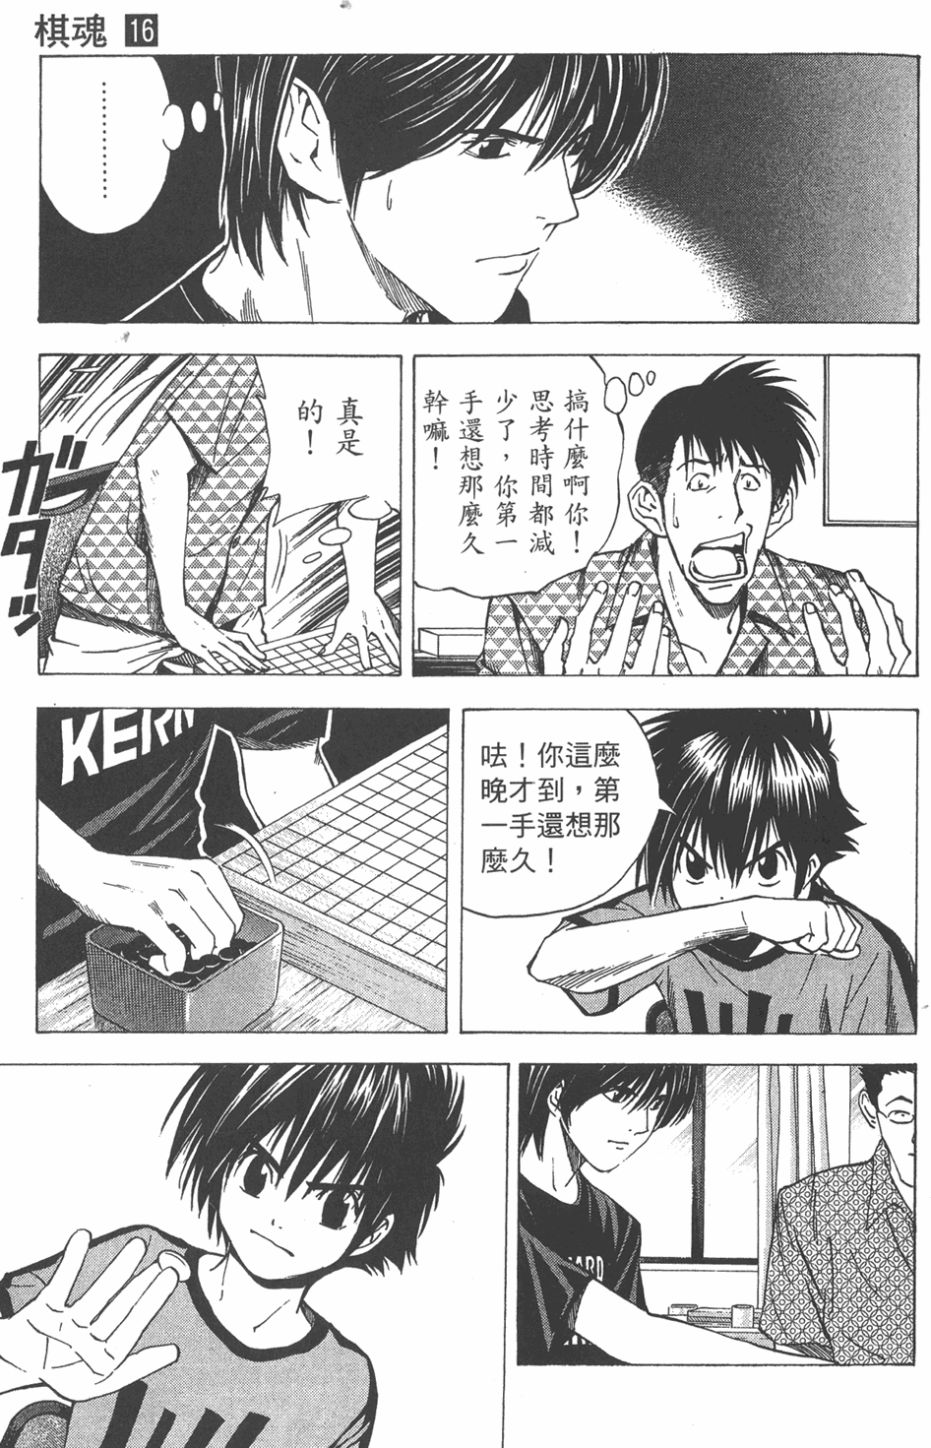 棋魂 16
⋯⋯⋯⋯⋯
搞什麼啊你！
思考時間都減
少了，你第一
手還想那麼久
幹嘛！
真是
的！
ガタッ
呿！你這麼
晚才到，第
一手還想那
麼久！
KERN